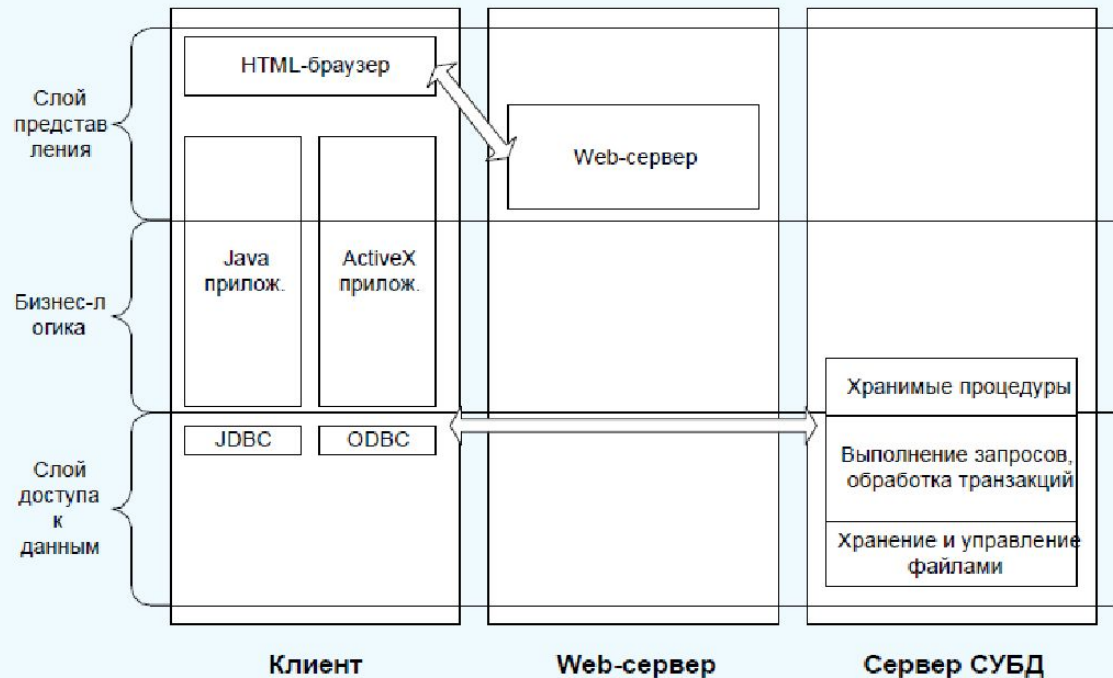 HTML-браузер
Слой
представ
ления
Web-сервер
Java
прилож.
ActiveX
прилож.
Бизнес-л
огика
Хранимые процедуры
JDBC
ODBC
Выполнение запросов,
обработка транзакций
Слой
доступа
к
данным
Хранение и управление
файлами
Клиент
Web-сервер
Сервер СУБД